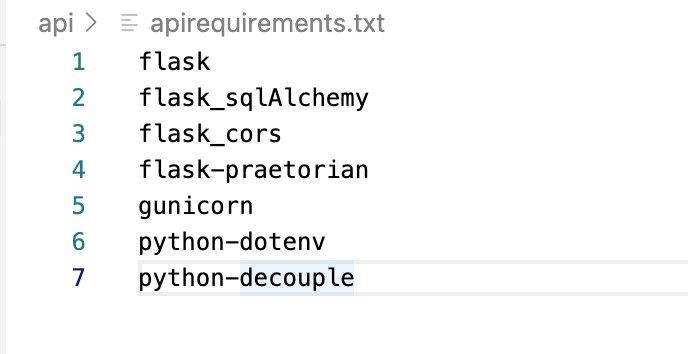 api > apirequirements.txt
1 flask
2 flask_sqlAlchemy
3 flask_cors
4 flask-praetorian
5 gunicorn
6 python-dotenv
7 python-decouple